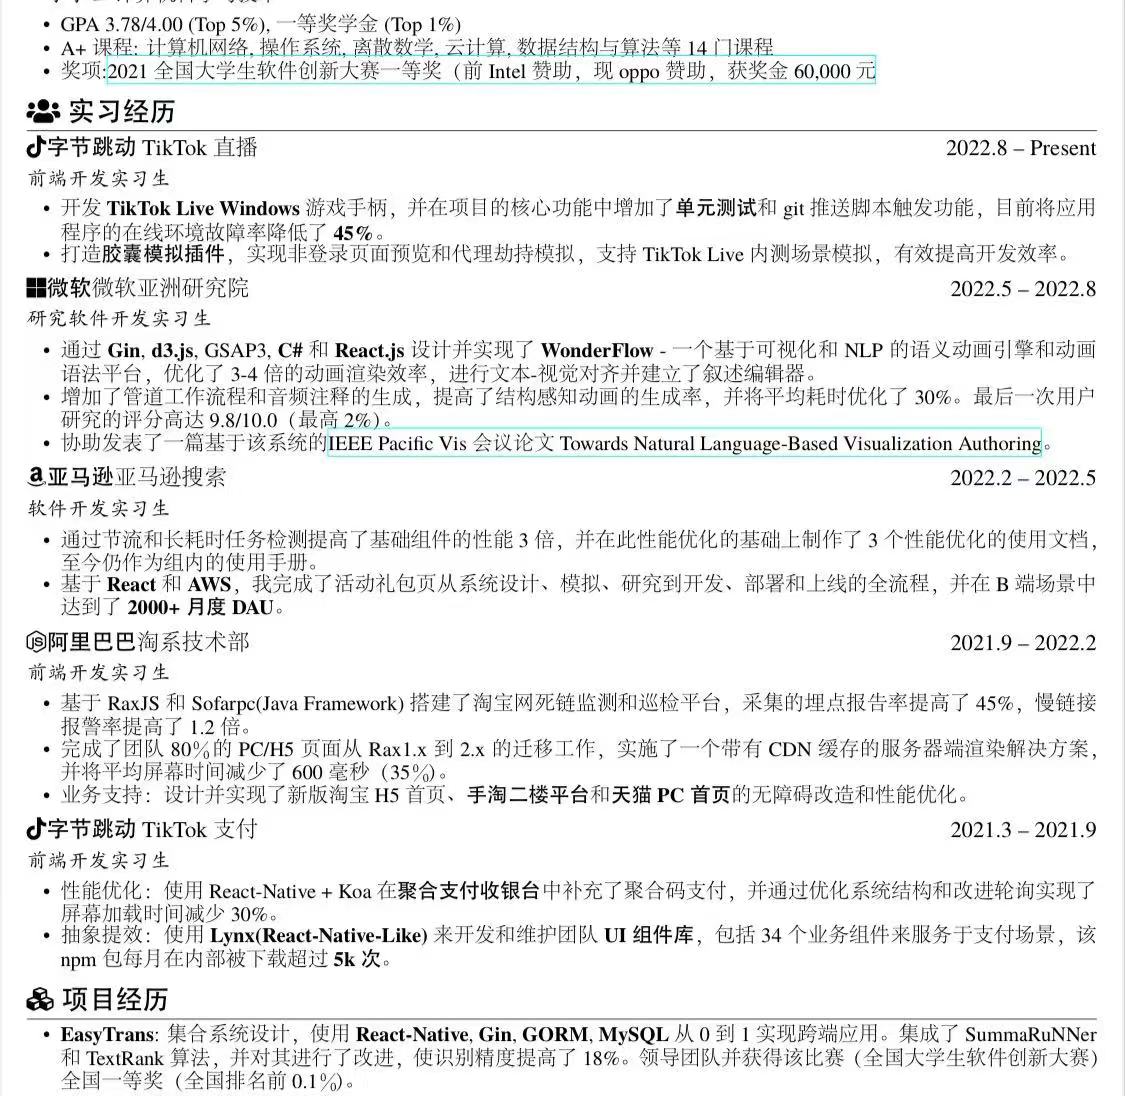 • GPA 3.78/4.00 (Top 5%), 一等奖学金 (Top 1%)
• A+ 课程: 计算机网络, 操作系统, 离散数学, 云计算, 数据结构与算法等 14 门课程
• 奖项:2021 全国大学生软件创新大赛一等奖（前 Intel 赞助，现 oppo 赞助，获奖金 60,000 元
实习经历
字节跳动 TikTok 直播 2022.8 – Present
前端开发实习生
• 开发 TikTok Live Windows 游戏手柄，并在项目的核心功能中增加了单元测试和 git 推送脚本触发功能，目前将应用
程序的在线环境故障率降低了 45%。
• 打造胶囊模拟插件，实现非登录页面预览和代理劫持模拟，支持 TikTok Live 内测场景模拟，有效提高开发效率。
微软微软亚洲研究院 2022.5 – 2022.8
研究软件开发实习生
• 通过 Gin, d3.js, GSAP3, C# 和 React.js 设计并实现了 WonderFlow - 一个基于可视化和 NLP 的语义动画引擎和动画
语法平台，优化了 3-4 倍的动画渲染效率，进行文本-视觉对齐并建立了叙述编辑器。
• 增加了管道工作流程和音频注释的生成，提高了结构感知动画的生成率，并将平均耗时优化了 30%。最后一次用户
研究的评分高达 9.8/10.0（最高 2%）。
• 协助发表了一篇基于该系统的IEEE Pacific Vis 会议论文 Towards Natural Language-Based Visualization Authoring。
亚马逊亚马逊搜索 2022.2 – 2022.5
软件开发实习生
• 通过节流和长耗时任务检测提高了基础组件的性能 3 倍，并在此性能优化的基础上制作了 3 个性能优化的使用文档，
至今仍作为组内的使用手册。
• 基于 React 和 AWS，我完成了活动礼包页从系统设计、模拟、研究到开发、部署和上线的全流程，并在 B 端场景中
达到了 2000+ 月度 DAU。
阿里巴巴淘系技术部 2021.9 – 2022.2
前端开发实习生
• 基于 RaxJS 和 Sofarpc(Java Framework) 搭建了淘宝网死链监测和巡检平台，采集的埋点报告率提高了 45%，慢链接
报警率提高了 1.2 倍。
• 完成了团队 80%的 PC/H5 页面从 Rax1.x 到 2.x 的迁移工作，实施了一个带有 CDN 缓存的服务器端渲染解决方案，
并将平均屏幕时间减少了 600 毫秒（35%）。
• 业务支持：设计并实现了新版淘宝 H5 首页、手淘二楼平台和天猫 PC 首页的无障碍改造和性能优化。
字节跳动 TikTok 支付 2021.3 – 2021.9
前端开发实习生
• 性能优化：使用 React-Native + Koa 在聚合支付收银台中补充了聚合码支付，并通过优化系统结构和改进轮询实现了
屏幕加载时间减少 30%。
• 抽象提效：使用 Lynx(React-Native-Like) 来开发和维护团队 UI 组件库，包括 34 个业务组件来服务于支付场景，该
npm 包每月在内部被下载超过 5k 次。
项目经历
• EasyTrans: 集合系统设计，使用 React-Native, Gin, GORM, MySQL 从 0 到 1 实现跨端应用。集成了 SummaRuNNer
和 TextRank 算法，并对其进行了改进，使识别精度提高了 18%。领导团队并获得该比赛（全国大学生软件创新大赛）
全国一等奖（全国排名前 0.1%）。